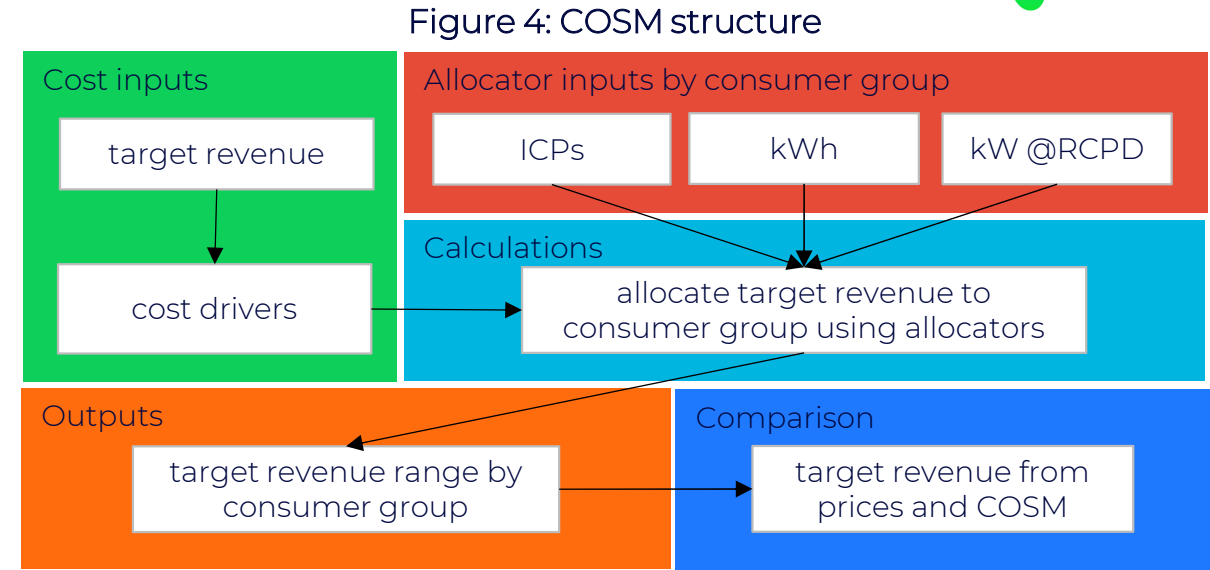 Figure 4: COSM structure
Cost inputs
target revenue
cost drivers
Allocator inputs by consumer group
ICPs
kWh
kW @RCPD
Calculations
allocate target revenue to
consumer group using allocators
Outputs
target revenue range by
consumer group
Comparison
target revenue from
prices and COSM